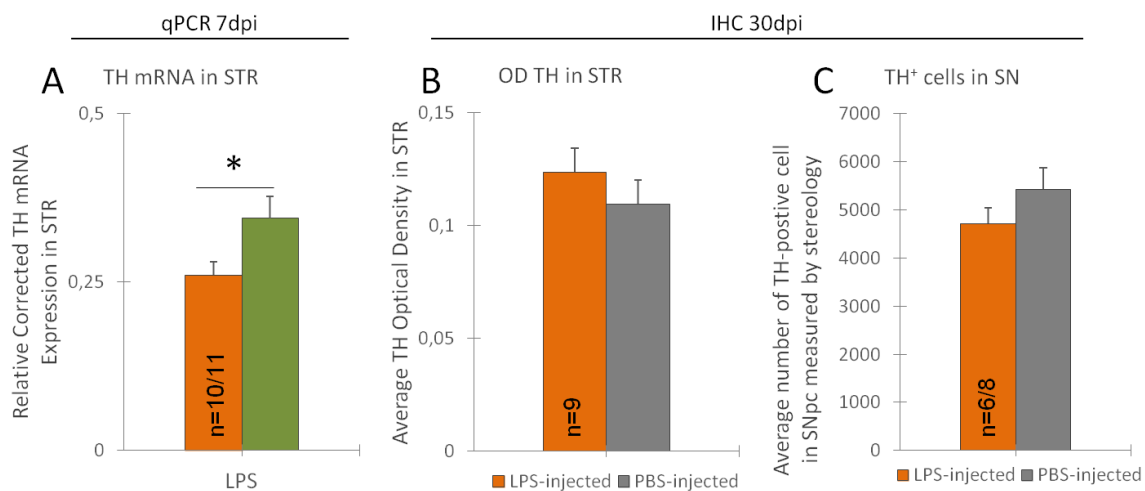 qPCR 7dpi
IHC 30dpi
A
TH mRNA in STR
Relative Corrected TH mRNA
Expression in STR
0,5
0,25
0
*
n=10/11
LPS
B
OD TH in STR
Average TH Optical Density in STR
0,15
0,1
0,05
0
n=9
LPS-injected
PBS-injected
C
TH⁺ cells in SN
Average number of TH-postive cell
in SNpc measured by stereology
7000
6000
5000
4000
3000
2000
1000
0
n=6/8
LPS-injected
PBS-injected